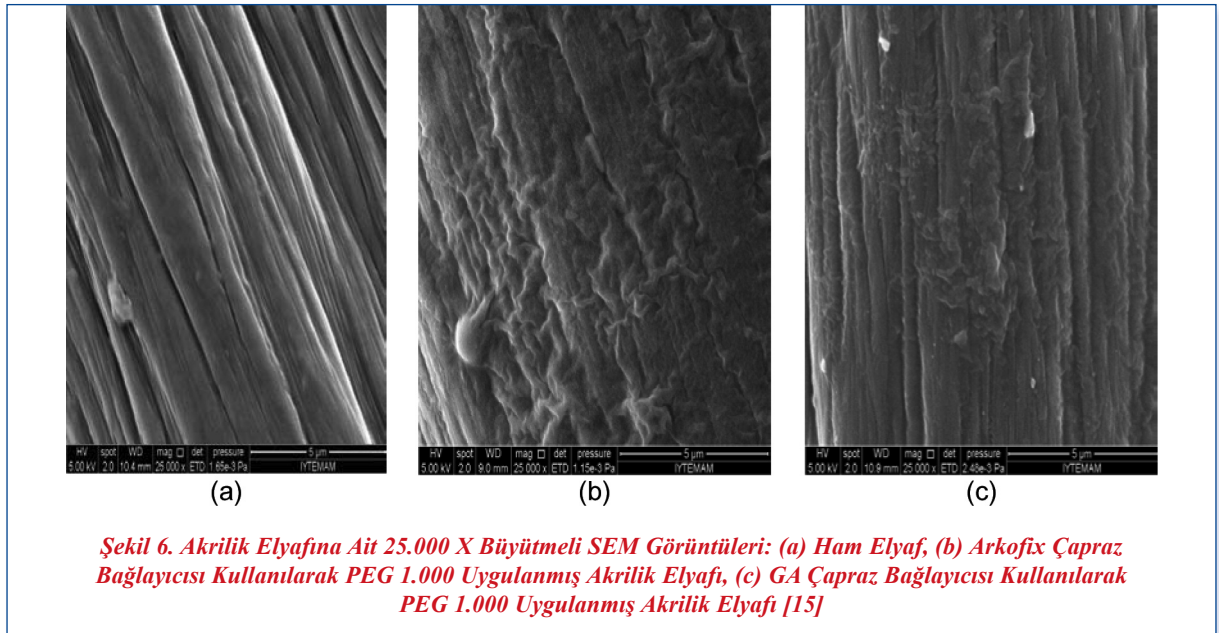 HV spot WD mag □ det pressure 5 µm
5.00 kV 2.0 10.4 mm 25 000 x ETD 1.65e-3 Pa IYTEMAM
(a)
HV spot WD mag □ det pressure 5 µm
5.00 kV 2.0 9.0 mm 25 000 x ETD 1.15e-3 Pa IYTEMAM
(b)
HV spot WD mag □ det pressure 5 µm
5.00 kV 2.0 10.9 mm 25 000 x ETD 2.48e-3 Pa IYTEMAM
(c)
Şekil 6. Akrilik Elyafına Ait 25.000 X Büyütmeli SEM Görüntüleri: (a) Ham Elyaf, (b) Arkofix Çapraz
Bağlayıcısı Kullanılarak PEG 1.000 Uygulanmış Akrilik Elyafı, (c) GA Çapraz Bağlayıcısı Kullanılarak
PEG 1.000 Uygulanmış Akrilik Elyafı [15]